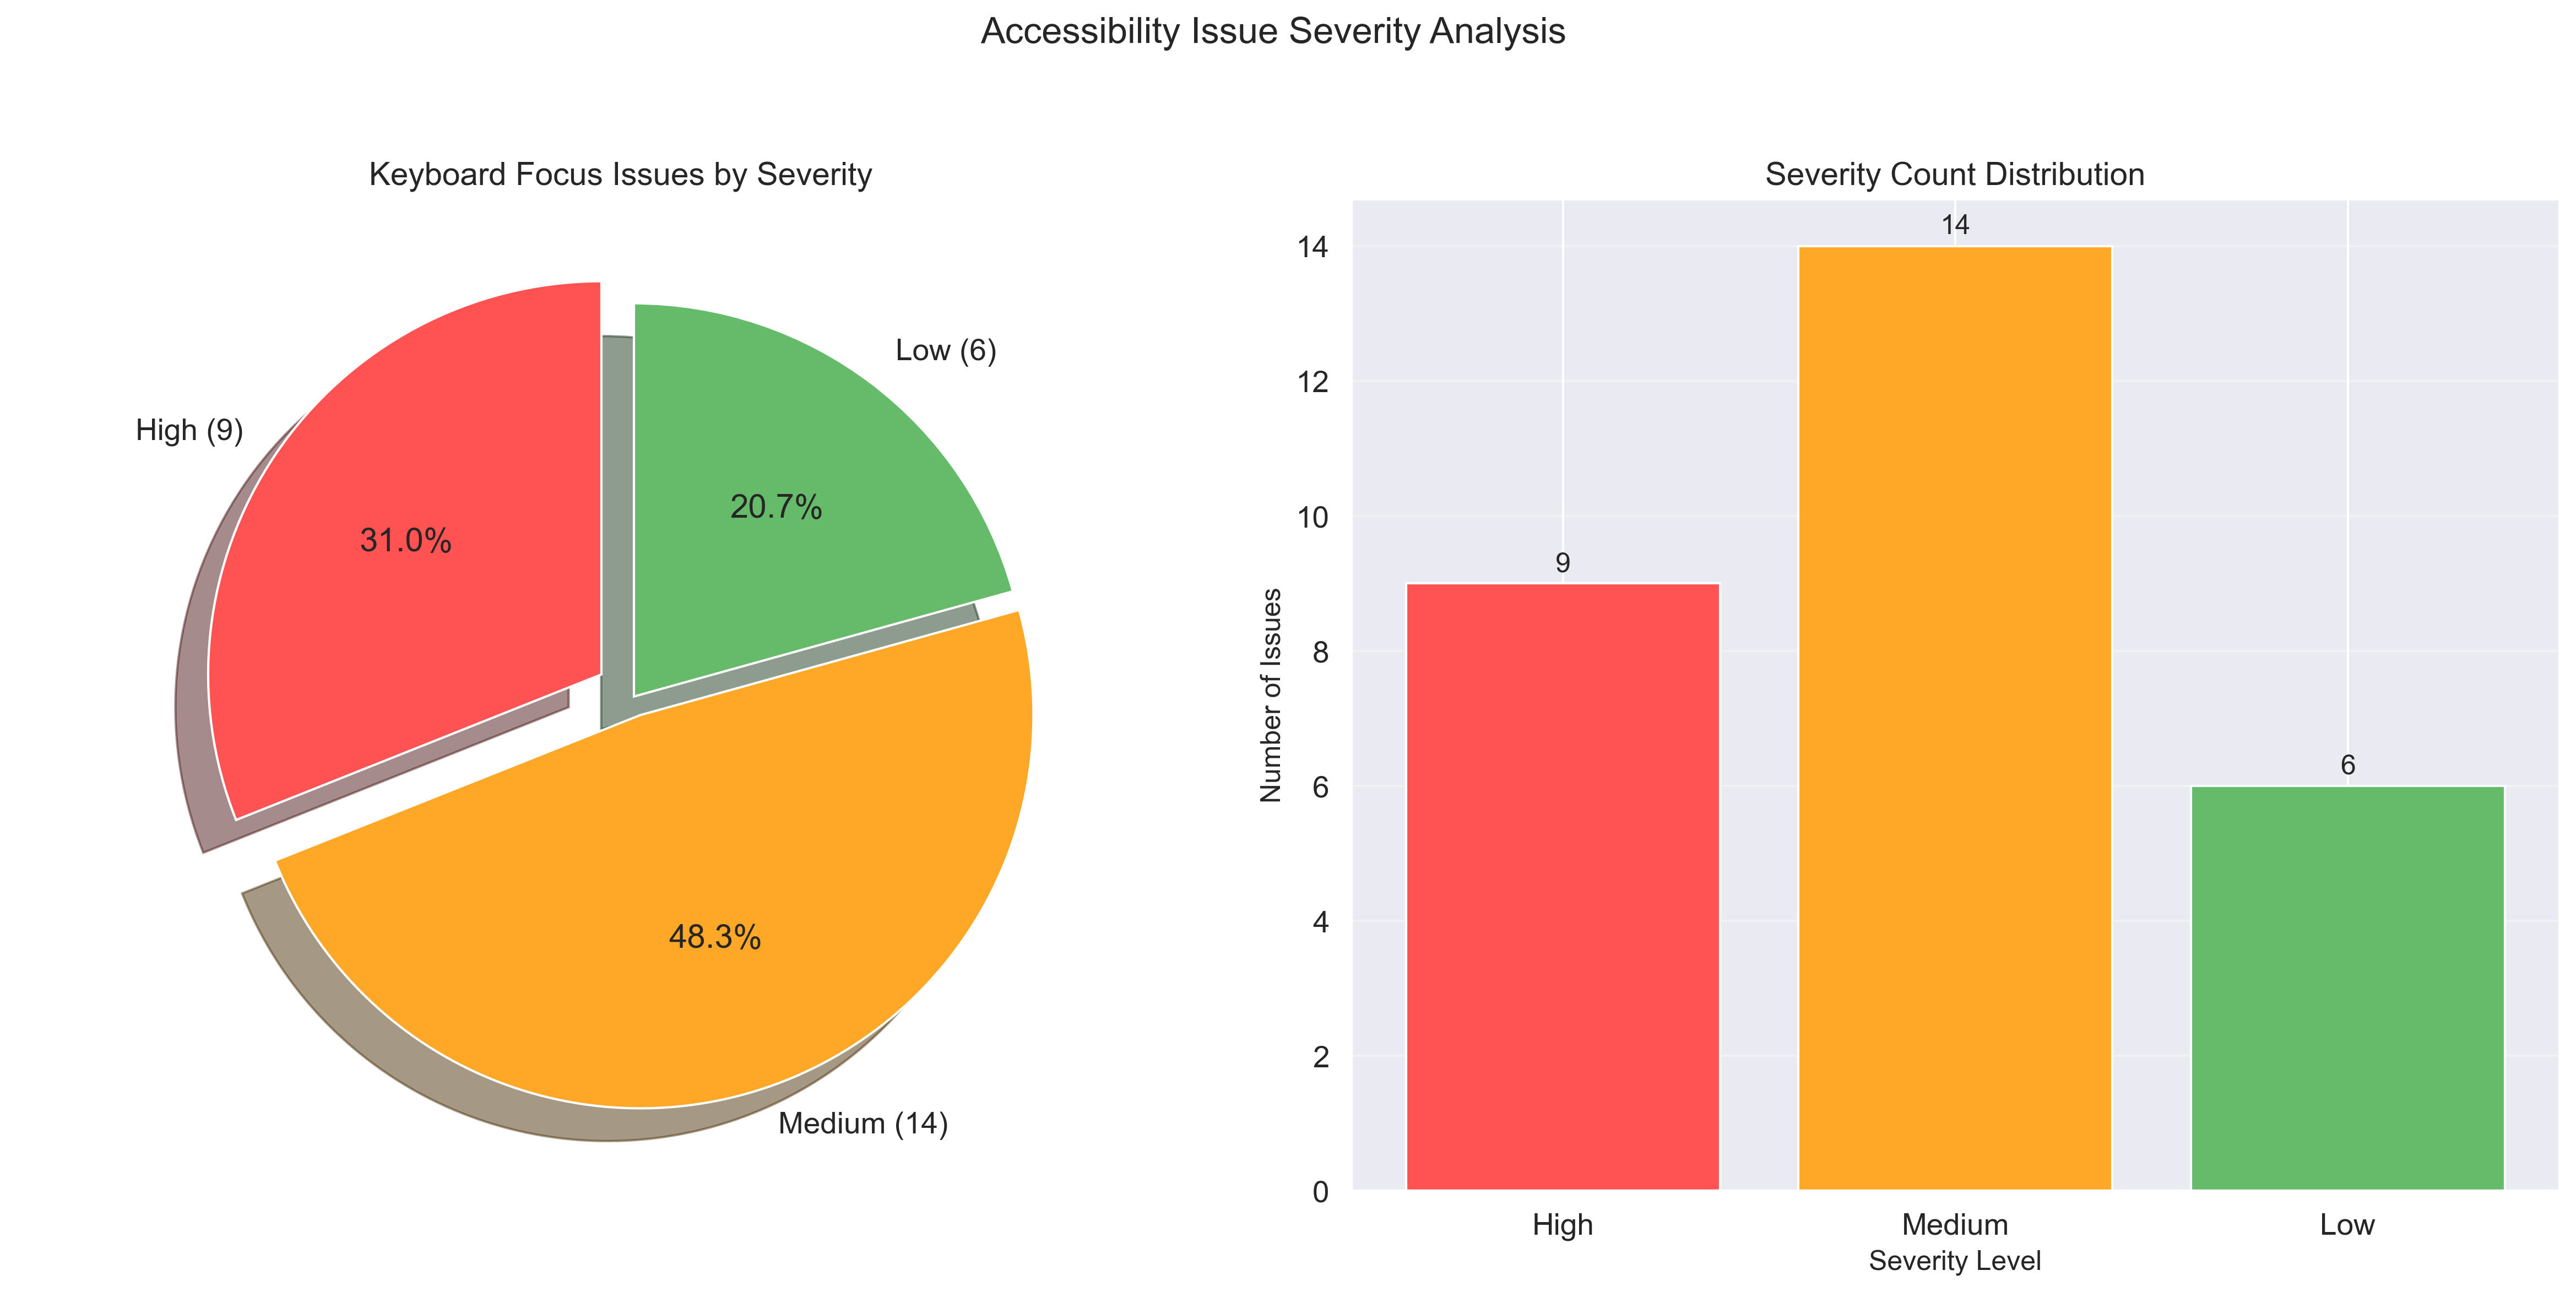 Accessibility Issue Severity Analysis
Keyboard Focus Issues by Severity
High (9)
31.0%
Low (6)
20.7%
48.3%
Medium (14)
Severity Count Distribution
Number of Issues
14
12
10
8
6
4
2
0
9
14
6
High
Medium
Low
Severity Level